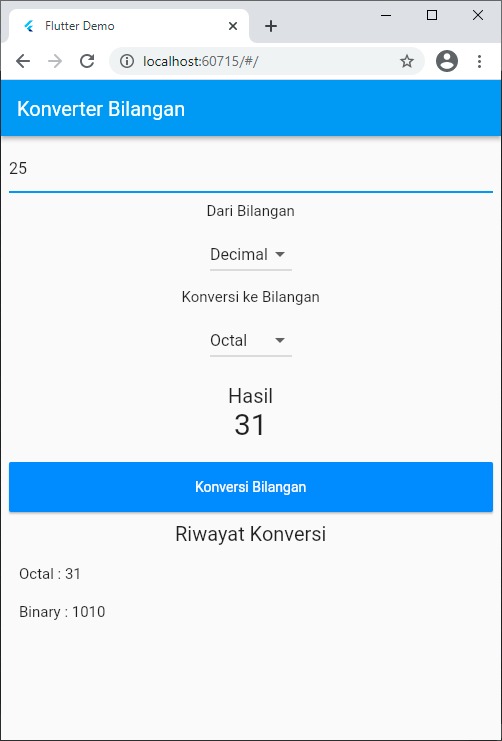 Flutter Demo
localhost:60715/#/
Konverter Bilangan
25
Dari Bilangan
Decimal
Konversi ke Bilangan
Octal
Hasil
31
Konversi Bilangan
Riwayat Konversi
Octal : 31
Binary : 1010